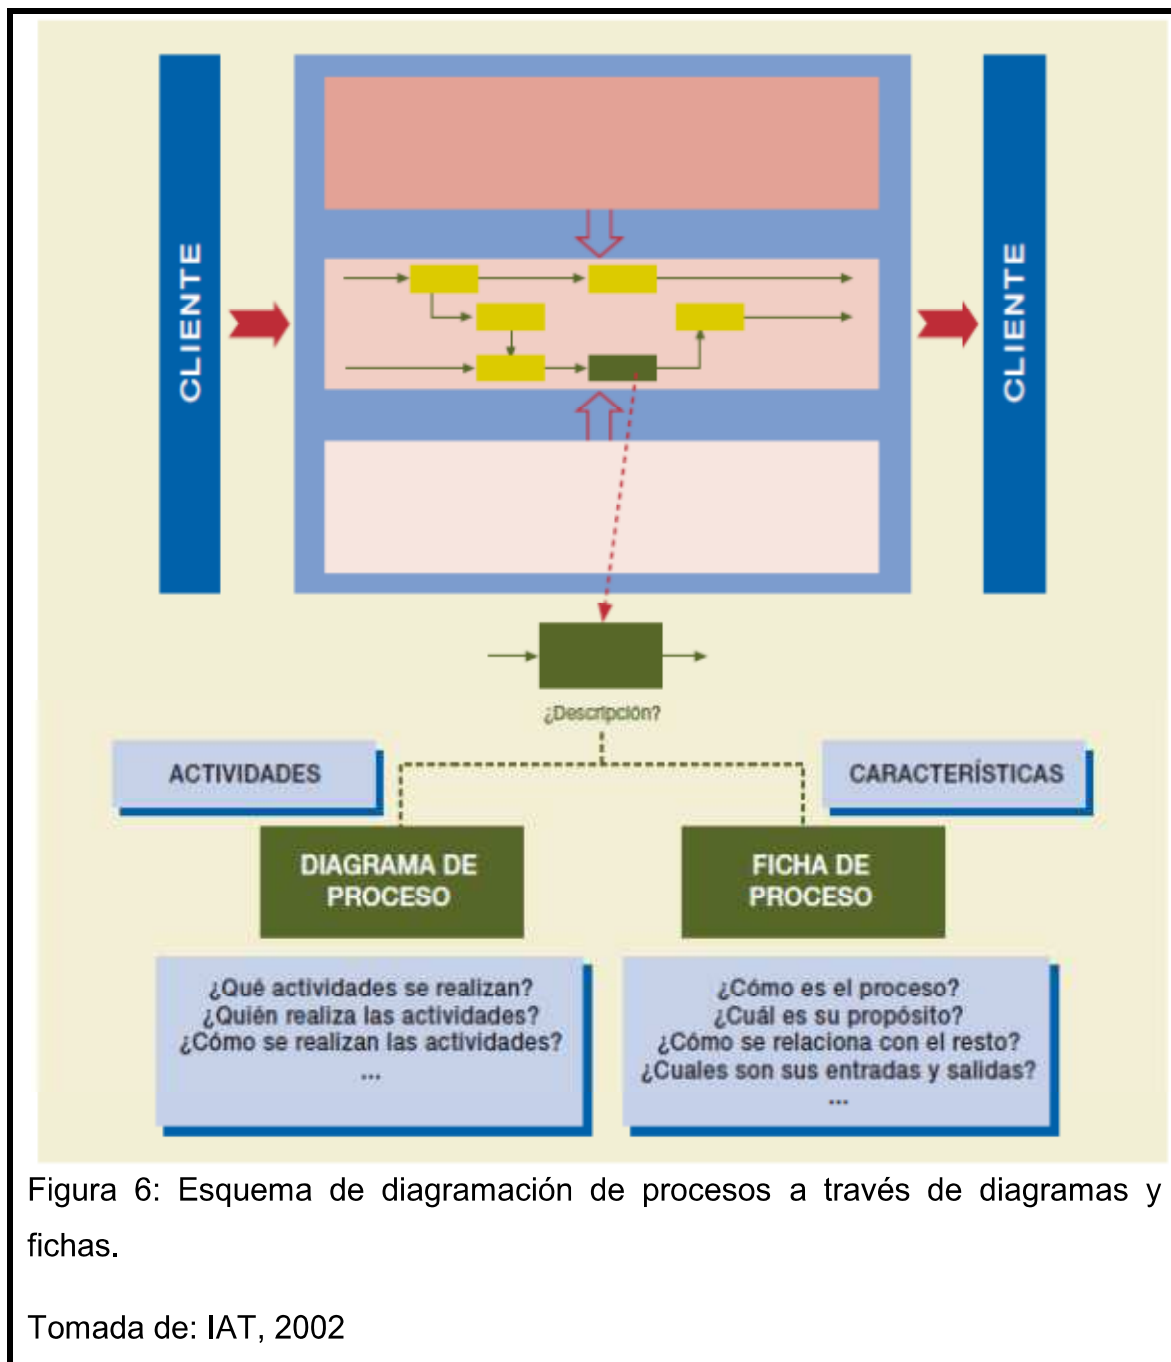 CLIENTE
CLIENTE
¿Descripción?
ACTIVIDADES
CARACTERÍSTICAS
DIAGRAMA DE
PROCESO
FICHA DE
PROCESO
¿Qué actividades se realizan?
¿Quién realiza las actividades?
¿Cómo se realizan las actividades?
...
¿Cómo es el proceso?
¿Cuál es su propósito?
¿Cómo se relaciona con el resto?
¿Cuales son sus entradas y salidas?
...
Figura 6: Esquema de diagramación de procesos a través de diagramas y
fichas.
Tomada de: IAT, 2002